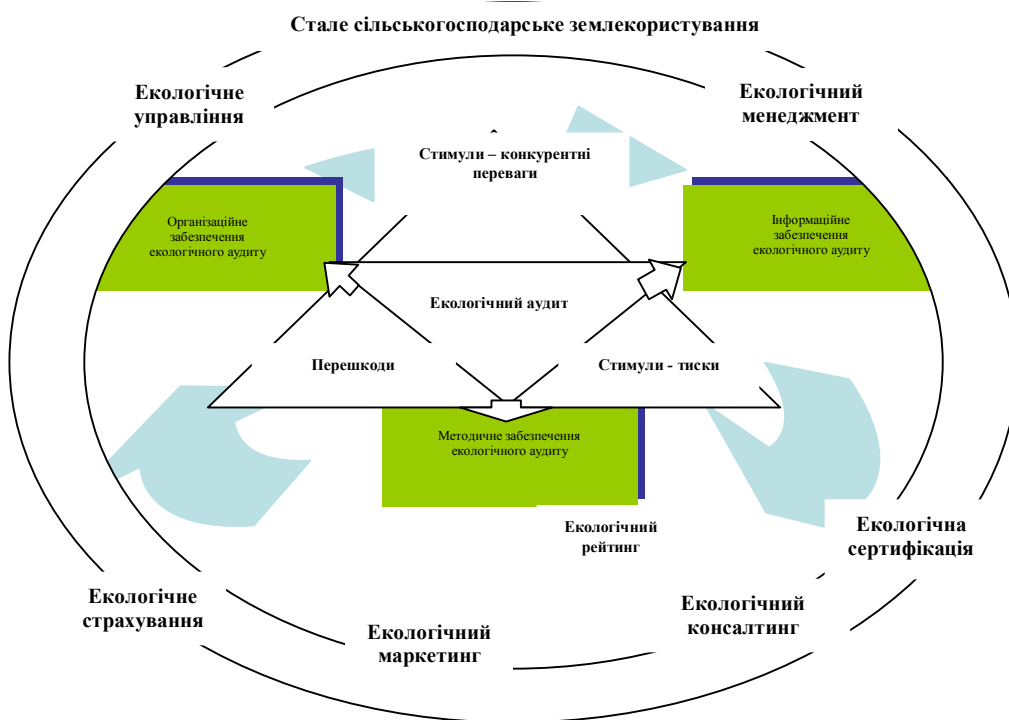 Стале сільськогосподарське землекористування
Екологічне
управління
Екологічний
менеджмент
Стимули – конкурентні
переваги
Організаційне
забезпечення
екологічного аудиту
Інформаційне
забезпечення
екологічного аудиту
Екологічний аудит
Перешкоди
Стимули - тиски
Методичне забезпечення
екологічного аудиту
Екологічний
рейтинг
Екологічна
сертифікація
Екологічне
страхування
Екологічний
консалтинг
Екологічний
маркетинг